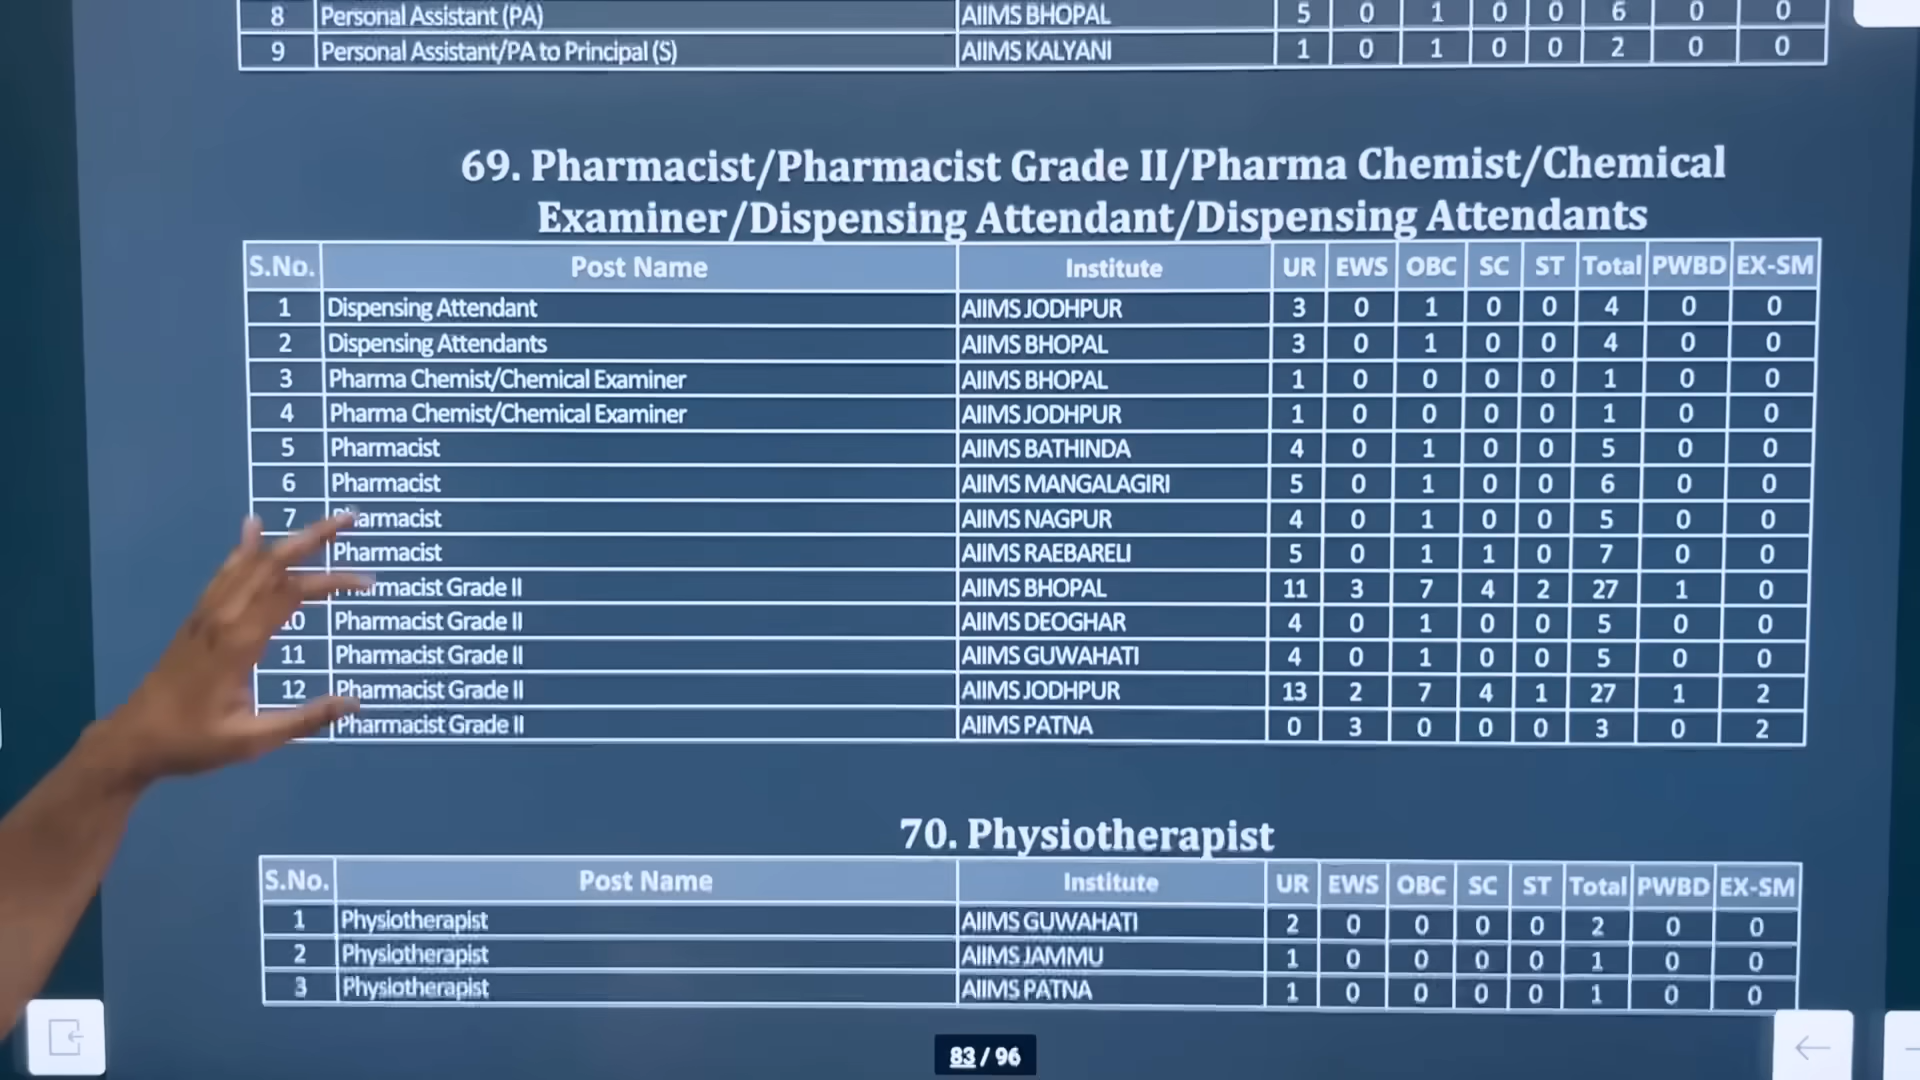 8 Personal Assistant (PA) AIIMS BHOPAL 5 0 1 0 0 6 0 0
9 Personal Assistant/PA to Principal (S) AIIMS KALYANI 1 0 1 0 0 2 0 0
69. Pharmacist/Pharmacist Grade II/Pharma Chemist/Chemical
Examiner/Dispensing Attendant/Dispensing Attendants
S.No. Post Name Institute UR EWS OBC SC ST Total PWBD EX-SM
1 Dispensing Attendant AIIMS JODHPUR 3 0 1 0 0 4 0 0
2 Dispensing Attendants AIIMS BHOPAL 3 0 1 0 0 4 0 0
3 Pharma Chemist/Chemical Examiner AIIMS BHOPAL 1 0 0 0 0 1 0 0
4 Pharma Chemist/Chemical Examiner AIIMS JODHPUR 1 0 0 0 0 1 0 0
5 Pharmacist AIIMS BATHINDA 4 0 1 0 0 5 0 0
6 Pharmacist AIIMS MANGALAGIRI 5 0 1 0 0 6 0 0
7 Pharmacist AIIMS NAGPUR 4 0 1 0 0 5 0 0
Pharmacist AIIMS RAEBARELI 5 0 1 1 0 7 0 0
Pharmacist Grade II AIIMS BHOPAL 11 3 7 4 2 27 1 0
10 Pharmacist Grade II AIIMS DEOGHAR 4 0 1 0 0 5 0 0
11 Pharmacist Grade II AIIMS GUWAHATI 4 0 1 0 0 5 0 0
12 Pharmacist Grade II AIIMS JODHPUR 13 2 7 4 1 27 1 2
Pharmacist Grade II AIIMS PATNA 0 3 0 0 0 3 0 2
70. Physiotherapist
S.No. Post Name Institute UR EWS OBC SC ST Total PWBD EX-SM
1 Physiotherapist AIIMS GUWAHATI 2 0 0 0 0 2 0 0
2 Physiotherapist AIIMS JAMMU 1 0 0 0 0 1 0 0
3 Physiotherapist AIIMS PATNA 1 0 0 0 0 1 0 0
83 / 96